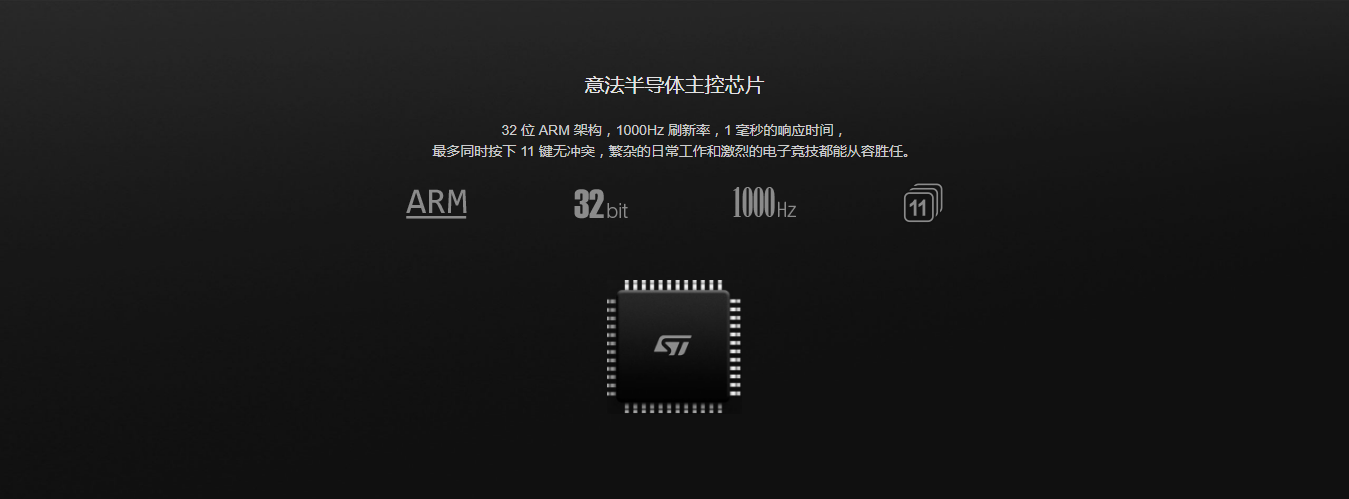 意法半导体主控芯片
32 位 ARM 架构，1000Hz 刷新率，1 毫秒的响应时间，
最多同时按下 11 键无冲突，繁杂的日常工作和激烈的电子竞技都能从容胜任。
ARM 32bit 1000Hz 11
ST